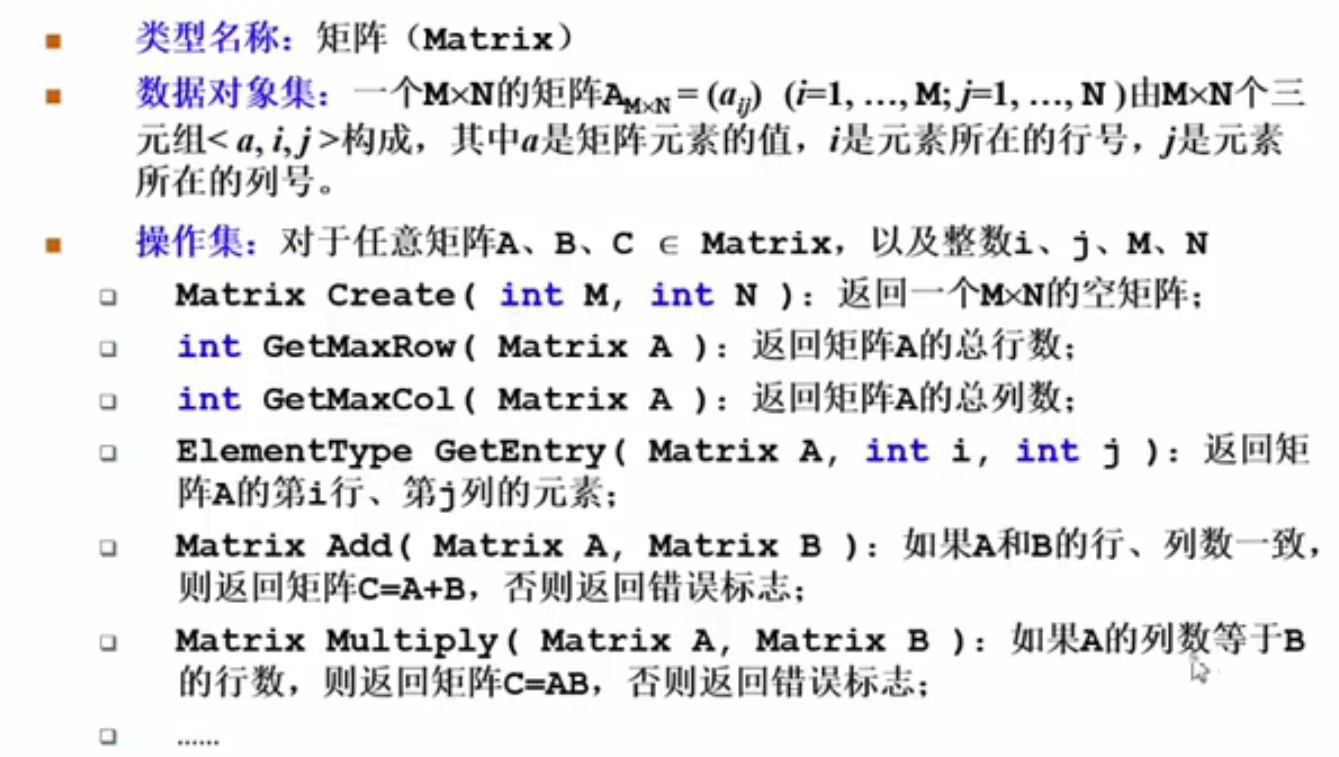 类型名称：矩阵（Matrix）
数据对象集：一个M×N的矩阵A_M×N = (a_ij) (i=1, …, M; j=1, …, N )由M×N个三
元组< a, i, j >构成，其中a是矩阵元素的值，i是元素所在的行号，j是元素
所在的列号。
操作集：对于任意矩阵A、B、C ∈ Matrix，以及整数i、j、M、N
Matrix Create( int M, int N )：返回一个M×N的空矩阵；
int GetMaxRow( Matrix A )：返回矩阵A的总行数；
int GetMaxCol( Matrix A )：返回矩阵A的总列数；
ElementType GetEntry( Matrix A, int i, int j )：返回矩
阵A的第i行、第j列的元素；
Matrix Add( Matrix A, Matrix B )：如果A和B的行、列数一致，
则返回矩阵C=A+B，否则返回错误标志；
Matrix Multiply( Matrix A, Matrix B )：如果A的列数等于B
的行数，则返回矩阵C=AB，否则返回错误标志；
……